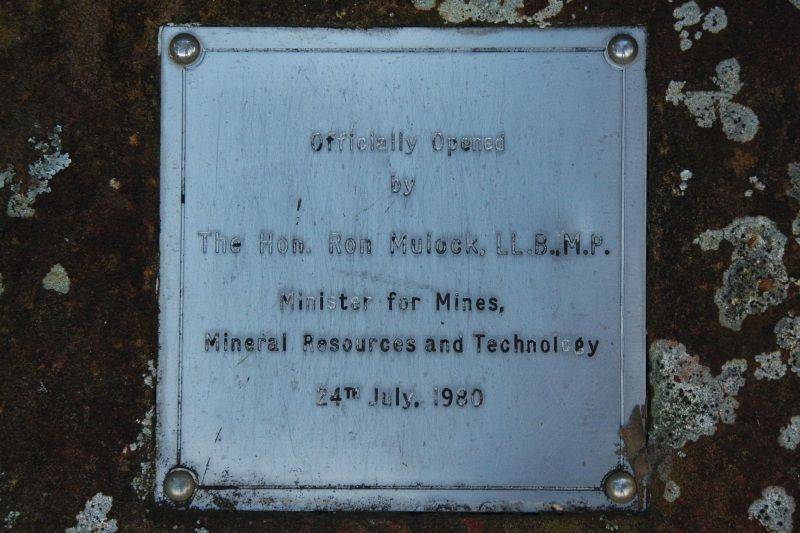 Officially Opened
by
The Hon. Ron Mulock, LL.B., M.P.
Minister for Mines,
Mineral Resources and Technology
24TH July, 1980